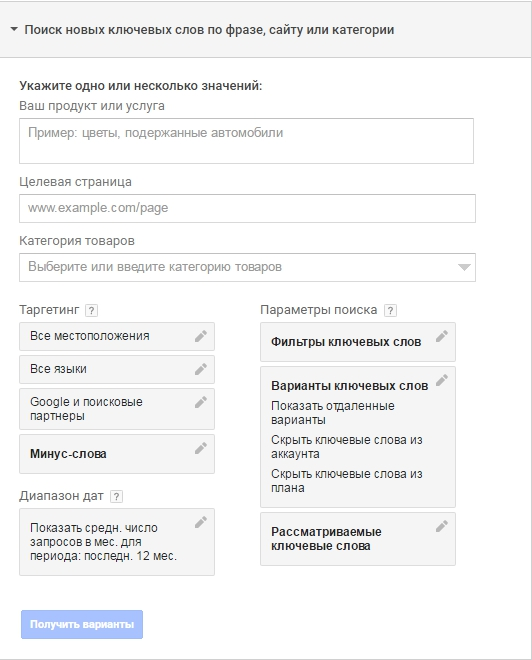 Поиск новых ключевых слов по фразе, сайту или категории
Укажите одно или несколько значений:
Ваш продукт или услуга
Пример: цветы, подержанные автомобили
Целевая страница
www.example.com/page
Категория товаров
Выберите или введите категорию товаров
Таргетинг ?
Все местоположения
Все языки
Google и поисковые
партнеры
Минус-слова
Диапазон дат ?
Показать средн. число
запросов в мес. для
периода: последн. 12 мес.
Параметры поиска ?
Фильтры ключевых слов
Варианты ключевых слов
Показать отдаленные
варианты
Скрыть ключевые слова из
аккаунта
Скрыть ключевые слова из
плана
Рассматриваемые
ключевые слова
Получить варианты